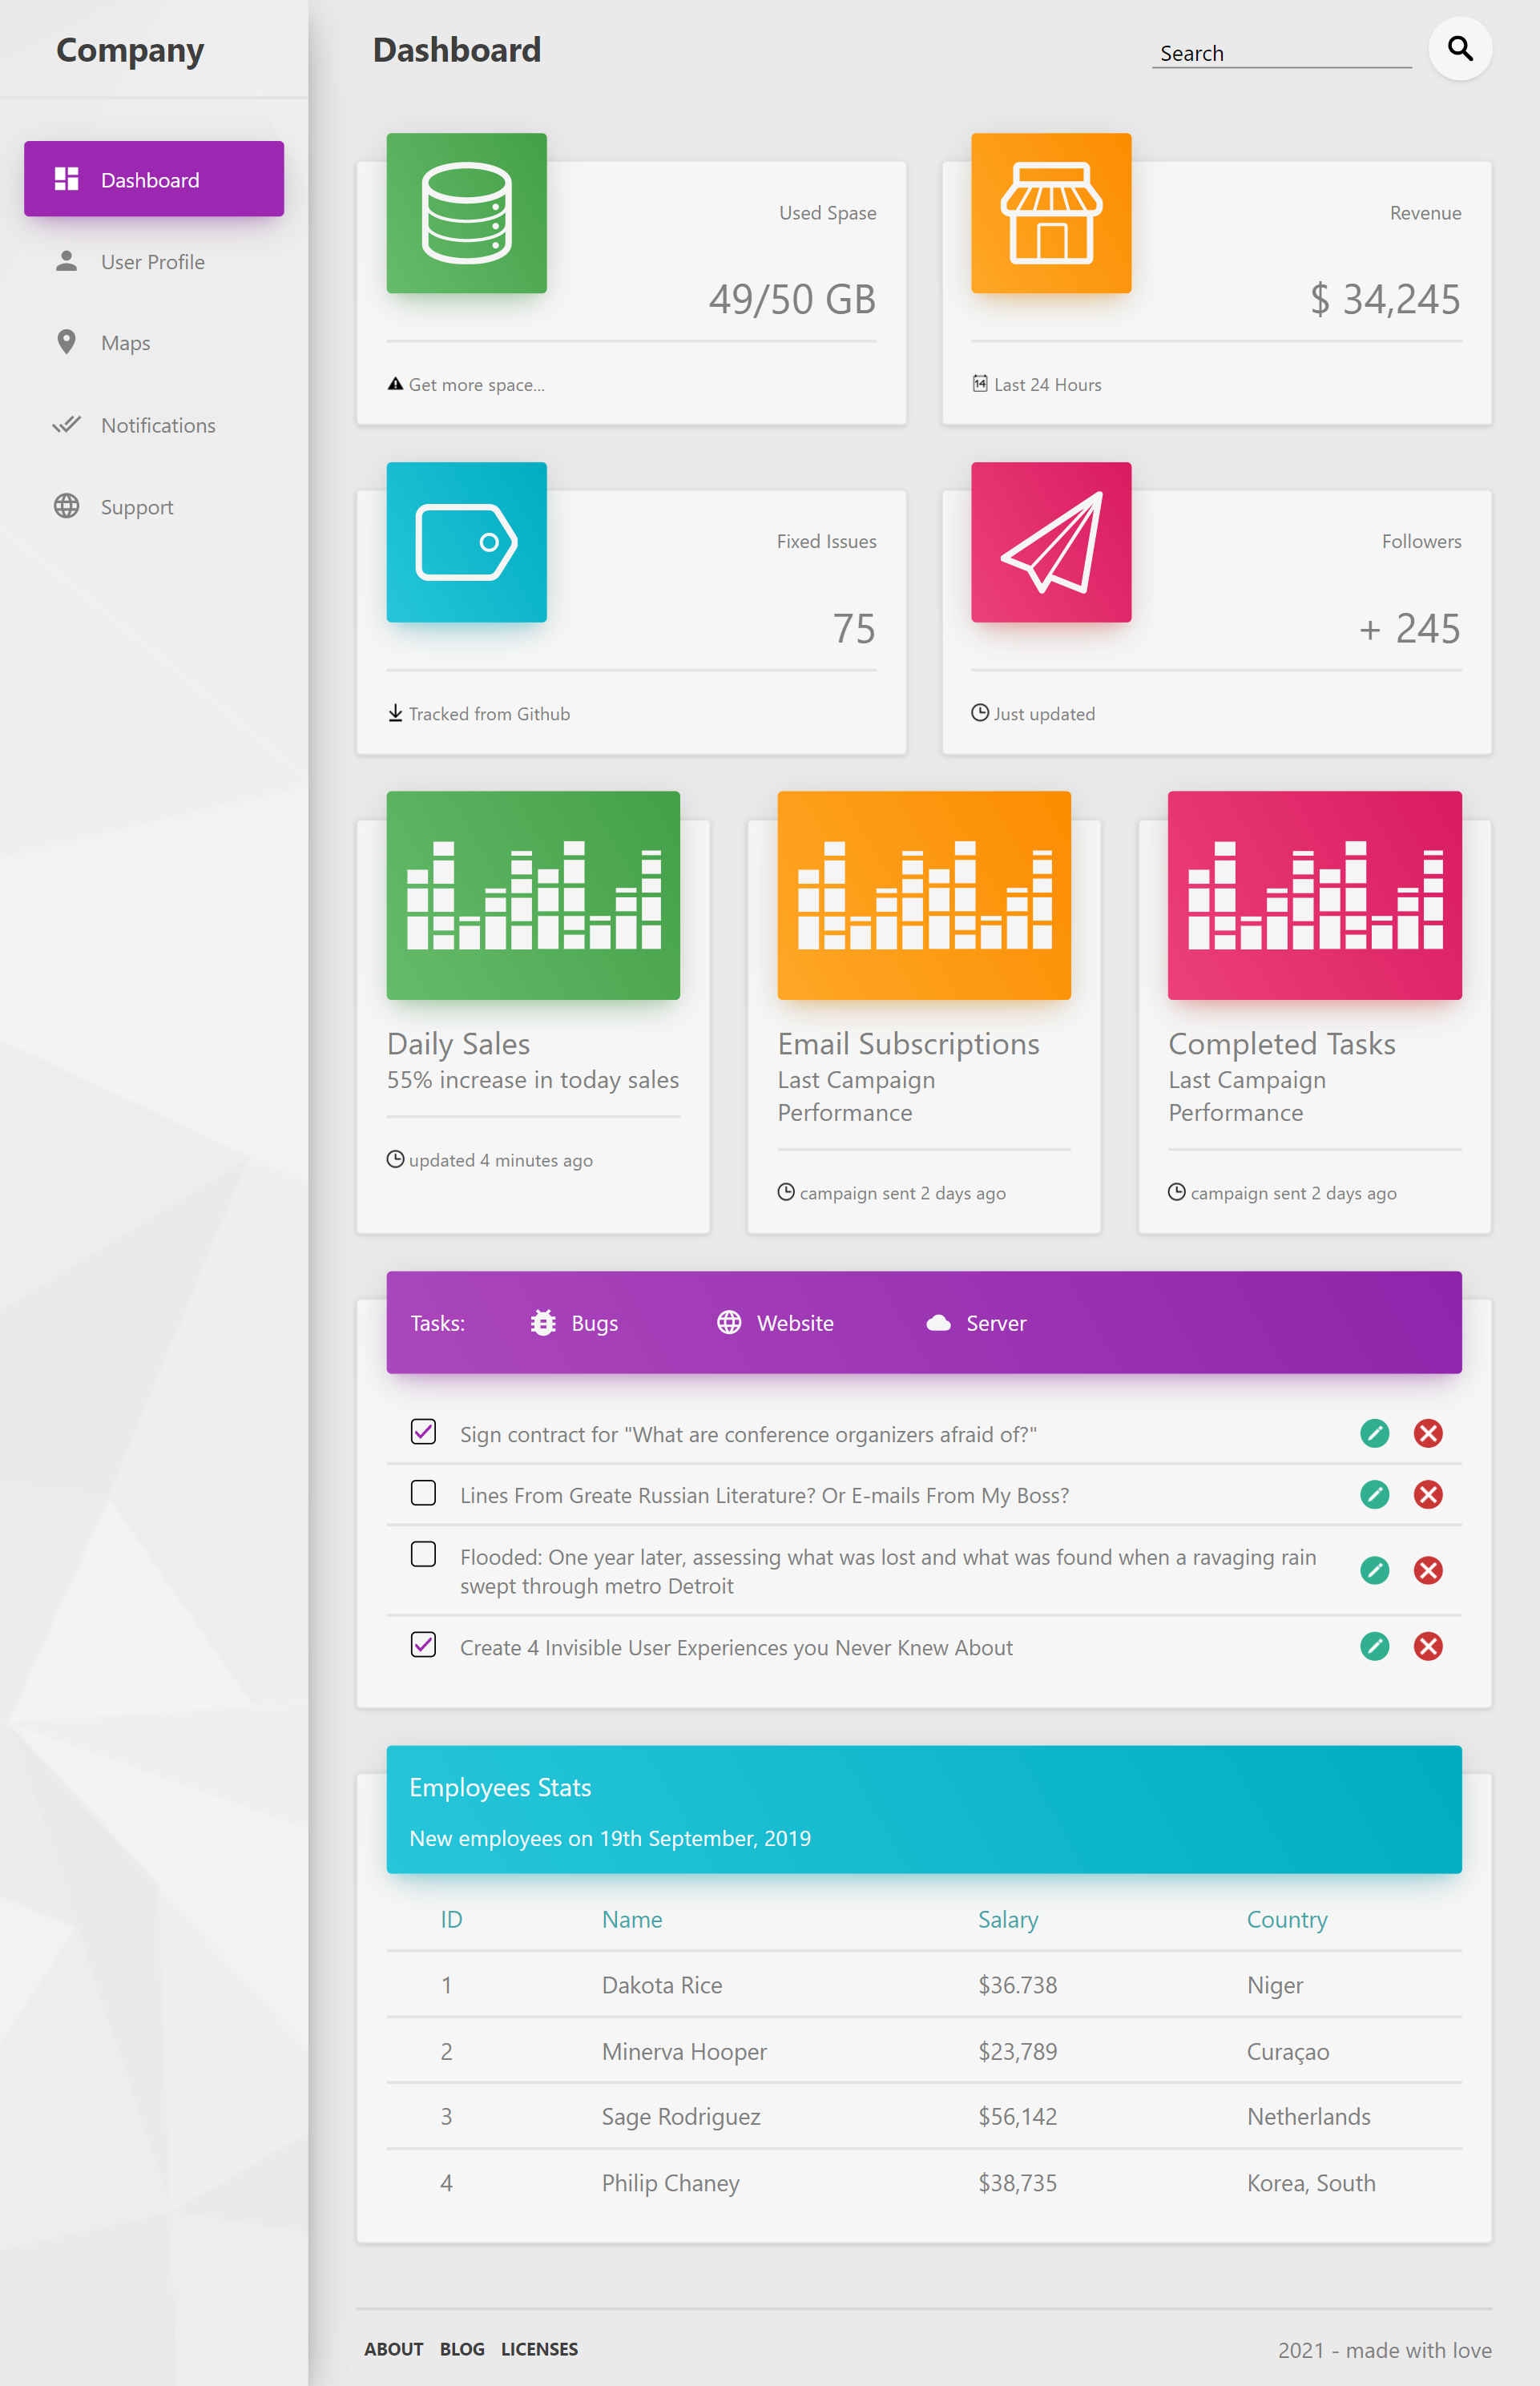 Company
Dashboard
User Profile
Maps
Notifications
Support
Dashboard
Search
Used Spase
49/50 GB
Get more space...
Revenue
$ 34,245
14
Last 24 Hours
Fixed Issues
75
Tracked from Github
Followers
+ 245
Just updated
Daily Sales
55% increase in today sales
updated 4 minutes ago
Email Subscriptions
Last Campaign
Performance
campaign sent 2 days ago
Completed Tasks
Last Campaign
Performance
campaign sent 2 days ago
Tasks: Bugs Website Server
Sign contract for "What are conference organizers afraid of?"
Lines From Greate Russian Literature? Or E-mails From My Boss?
Flooded: One year later, assessing what was lost and what was found when a ravaging rain
swept through metro Detroit
Create 4 Invisible User Experiences you Never Knew About
Employees Stats
New employees on 19th September, 2019
ID Name Salary Country
1 Dakota Rice $36.738 Niger
2 Minerva Hooper $23,789 Curaçao
3 Sage Rodriguez $56,142 Netherlands
4 Philip Chaney $38,735 Korea, South
ABOUT BLOG LICENSES
2021 - made with love